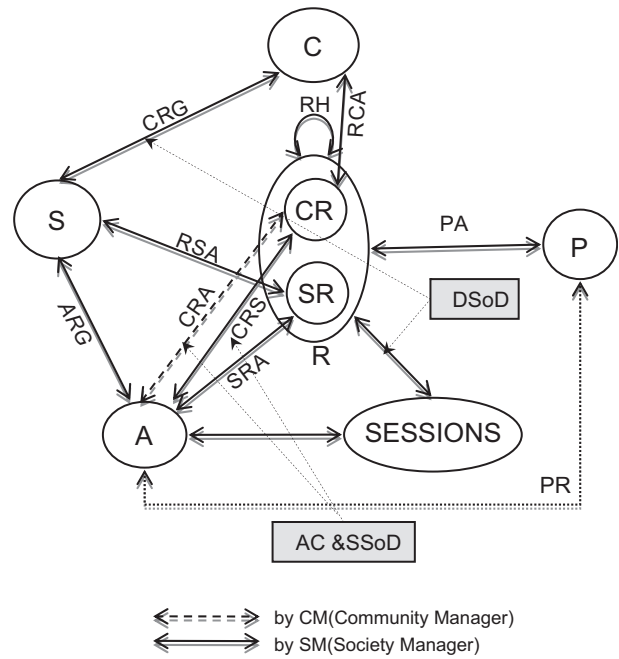 C
CRG
RH
RCA
S
CR
RSA
PA
P
CRA
SR
CRS
DSoD
ARG
R
SRA
A
SESSIONS
PR
AC &SSoD
by CM(Community Manager)
by SM(Society Manager)